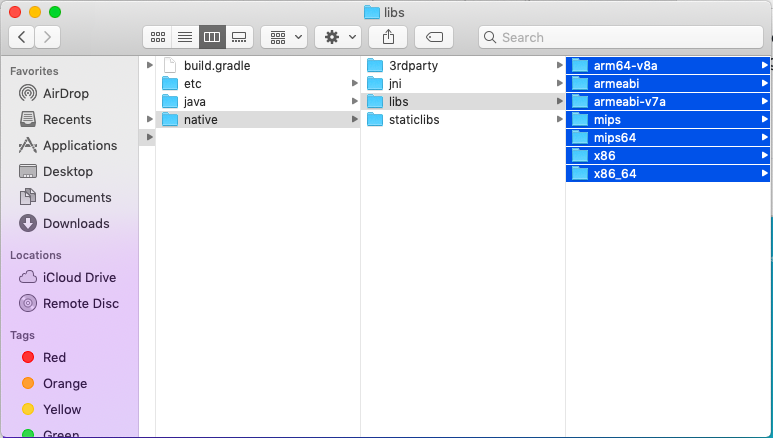 libs
Search
Favorites
AirDrop
Recents
Applications
Desktop
Documents
Downloads
Locations
iCloud Drive
Remote Disc
Tags
Red
Orange
Yellow
Green
build.gradle
etc
java
native
3rdparty
jni
libs
staticlibs
arm64-v8a
armeabi
armeabi-v7a
mips
mips64
x86
x86_64